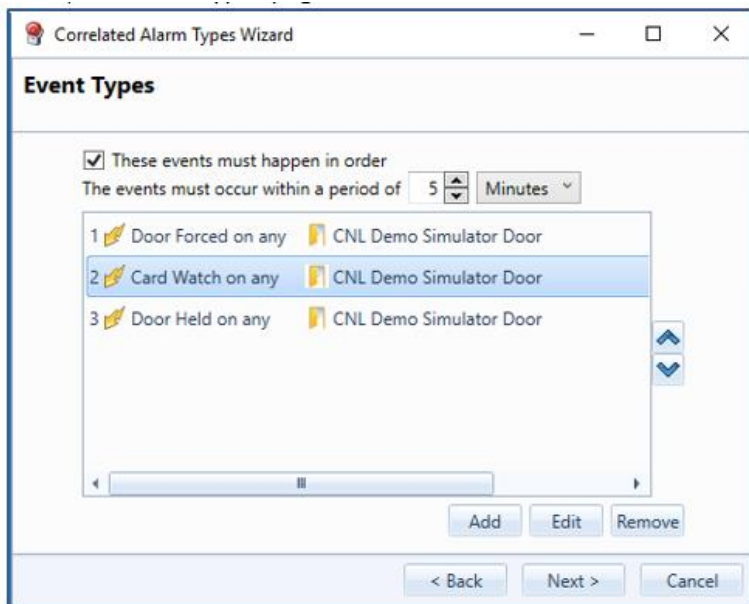 Correlated Alarm Types Wizard
Event Types
These events must happen in order
The events must occur within a period of 5 Minutes
1 Door Forced on any CNL Demo Simulator Door
2 Card Watch on any CNL Demo Simulator Door
3 Door Held on any CNL Demo Simulator Door
Add Edit Remove
< Back Next > Cancel